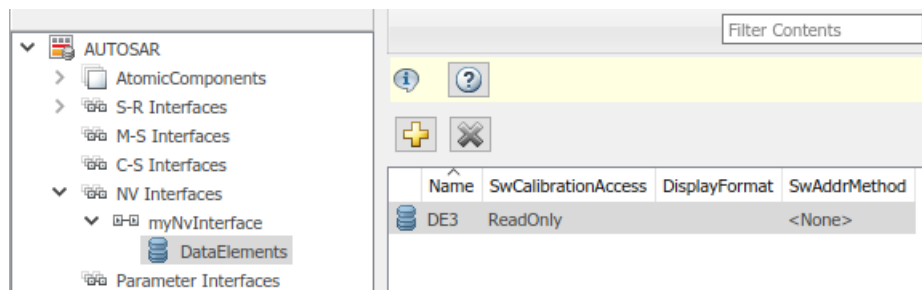 Filter Contents
AUTOSAR
AtomicComponents
S-R Interfaces
M-S Interfaces
C-S Interfaces
NV Interfaces
myNvInterface
DataElements
Parameter Interfaces
Name SwCalibrationAccess DisplayFormat SwAddrMethod
DE3 ReadOnly <None>